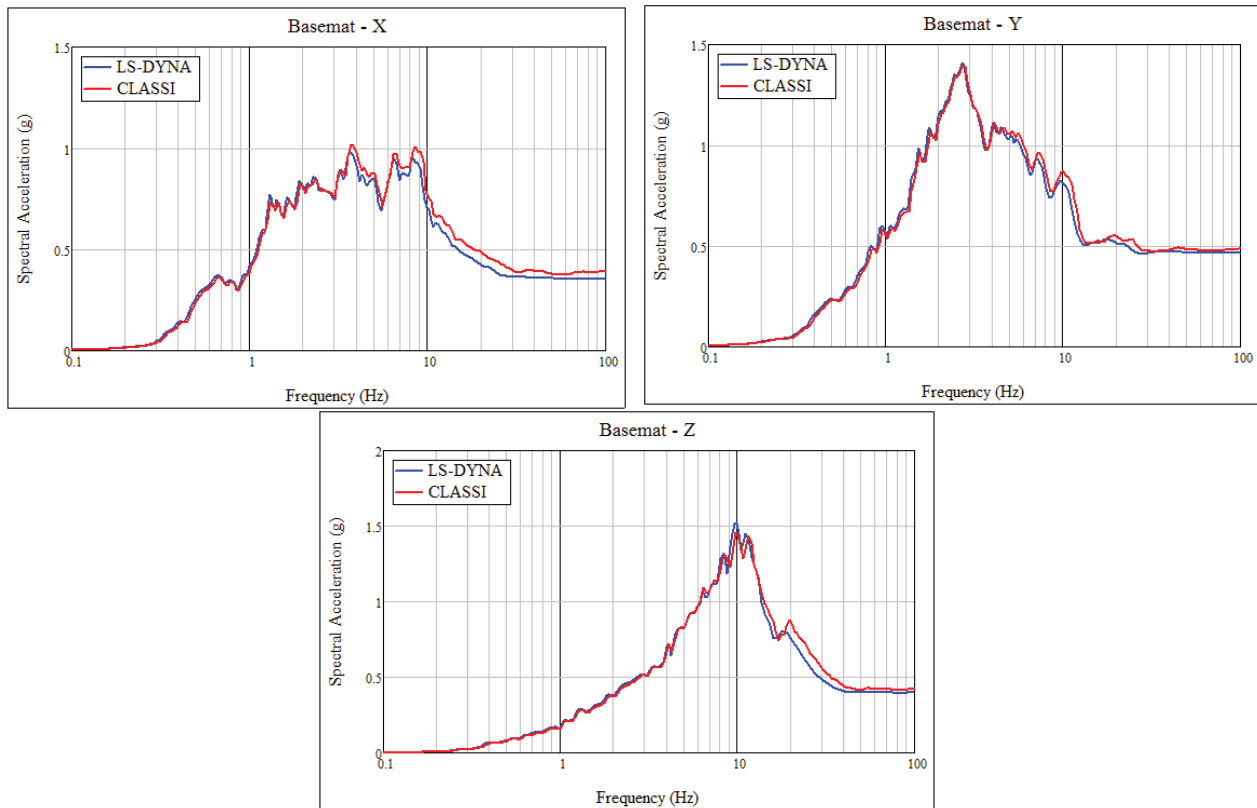 Basemat - X
1.5
LS-DYNA
CLASSI
1
0.5
0
Spectral Acceleration (g)
0.1
1
10
100
Frequency (Hz)
Basemat - Y
1.5
LS-DYNA
CLASSI
1
0.5
0
Spectral Acceleration (g)
0.1
1
10
100
Frequency (Hz)
Basemat - Z
2
LS-DYNA
CLASSI
1.5
1
0.5
0
Spectral Acceleration (g)
0.1
1
10
100
Frequency (Hz)